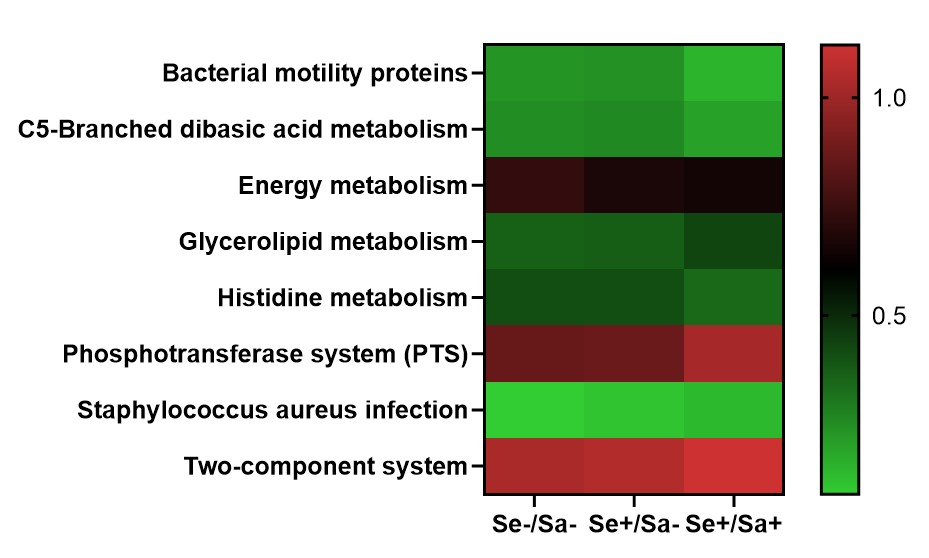 Bacterial motility proteins
C5-Branched dibasic acid metabolism
Energy metabolism
Glycerolipid metabolism
Histidine metabolism
Phosphotransferase system (PTS)
Staphylococcus aureus infection
Two-component system
Se-/Sa- Se+/Sa- Se+/Sa+
1.0
0.5